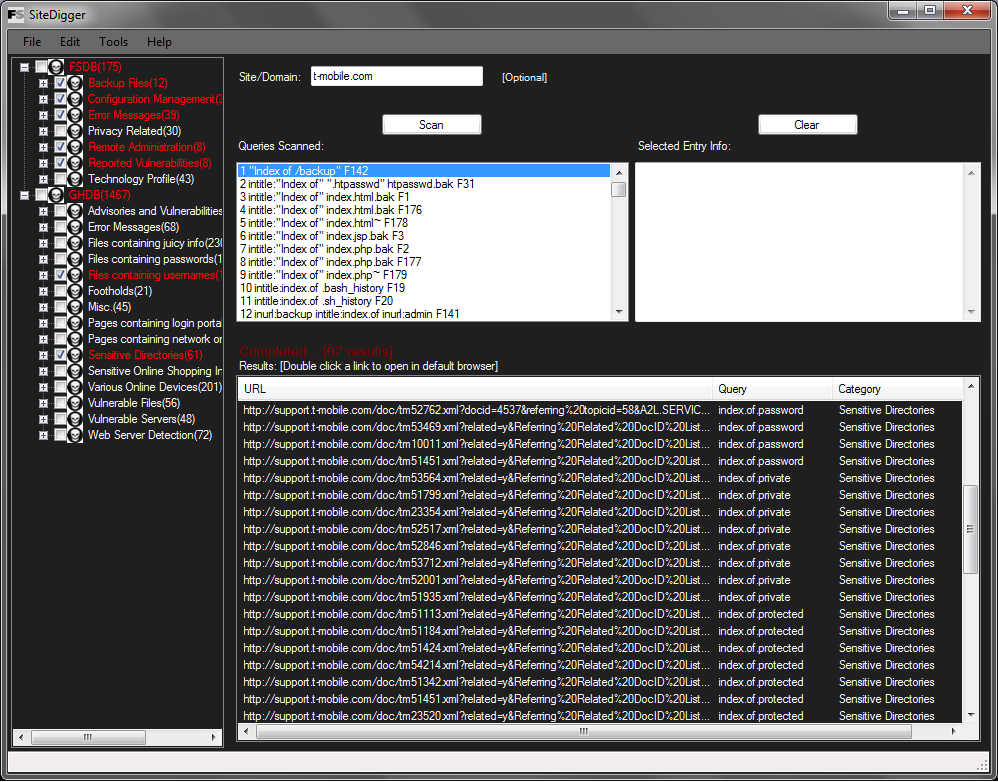 FS SiteDigger
File Edit Tools Help
FSDB(175)
Backup Files(12)
Configuration Management(3
Error Messages(39)
Privacy Related(30)
Remote Administration(8)
Reported Vulnerabilities(8)
Technology Profile(43)
GHDB(1467)
Advisories and Vulnerabilities
Error Messages(68)
Files containing juicy info(230
Files containing passwords(1
Files containing usernames(1
Footholds(21)
Misc.(45)
Pages containing login porta
Pages containing network or
Sensitive Directories(61)
Sensitive Online Shopping In
Various Online Devices(201)
Vulnerable Files(56)
Vulnerable Servers(48)
Web Server Detection(72)
Site/Domain: t-mobile.com [Optional]
Scan Clear
Queries Scanned: Selected Entry Info:
1 "Index of /backup" F142
2 intitle:"Index of" ".htpasswd" htpasswd.bak F31
3 intitle:"Index of" index.html.bak F1
4 intitle:"Index of" index.html.bak F176
5 intitle:"Index of" index.html~ F178
6 intitle:"Index of" index.jsp.bak F3
7 intitle:"Index of" index.php.bak F2
8 intitle:"Index of" index.php.bak F177
9 intitle:"Index of" index.php~ F179
10 intitle:index.of .bash_history F19
11 intitle:index.of .sh_history F20
12 inurl:backup intitle:index.of inurl:admin F141
Completed... [62 results]
Results: [Double click a link to open in default browser]
URL Query Category
http://support.t-mobile.com/doc/tm52762.xml?docid=4537&referring%20topicid=58&A2L.SERVIC... index.of.password Sensitive Directories
http://support.t-mobile.com/doc/tm53469.xml?related=y&Referring%20Related%20DocID%20List... index.of.password Sensitive Directories
http://support.t-mobile.com/doc/tm10011.xml?related=y&Referring%20Related%20DocID%20List... index.of.password Sensitive Directories
http://support.t-mobile.com/doc/tm51451.xml?related=y&Referring%20Related%20DocID%20List... index.of.password Sensitive Directories
http://support.t-mobile.com/doc/tm53564.xml?related=y&Referring%20Related%20DocID%20List... index.of.private Sensitive Directories
http://support.t-mobile.com/doc/tm51799.xml?related=y&Referring%20Related%20DocID%20List... index.of.private Sensitive Directories
http://support.t-mobile.com/doc/tm23354.xml?related=y&Referring%20Related%20DocID%20List... index.of.private Sensitive Directories
http://support.t-mobile.com/doc/tm52517.xml?related=y&Referring%20Related%20DocID%20List... index.of.private Sensitive Directories
http://support.t-mobile.com/doc/tm52846.xml?related=y&Referring%20Related%20DocID%20List... index.of.private Sensitive Directories
http://support.t-mobile.com/doc/tm53712.xml?related=y&Referring%20Related%20DocID%20List... index.of.private Sensitive Directories
http://support.t-mobile.com/doc/tm52001.xml?related=y&Referring%20Related%20DocID%20List... index.of.private Sensitive Directories
http://support.t-mobile.com/doc/tm51935.xml?related=y&Referring%20Related%20DocID%20List... index.of.private Sensitive Directories
http://support.t-mobile.com/doc/tm51113.xml?related=y&Referring%20Related%20DocID%20List... index.of.protected Sensitive Directories
http://support.t-mobile.com/doc/tm51184.xml?related=y&Referring%20Related%20DocID%20List... index.of.protected Sensitive Directories
http://support.t-mobile.com/doc/tm51424.xml?related=y&Referring%20Related%20DocID%20List... index.of.protected Sensitive Directories
http://support.t-mobile.com/doc/tm54214.xml?related=y&Referring%20Related%20DocID%20List... index.of.protected Sensitive Directories
http://support.t-mobile.com/doc/tm51342.xml?related=y&Referring%20Related%20DocID%20List... index.of.protected Sensitive Directories
http://support.t-mobile.com/doc/tm51451.xml?related=y&Referring%20Related%20DocID%20List... index.of.protected Sensitive Directories
http://support.t-mobile.com/doc/tm23520.xml?related=y&Referring%20Related%20DocID%20List... index.of.protected Sensitive Directories